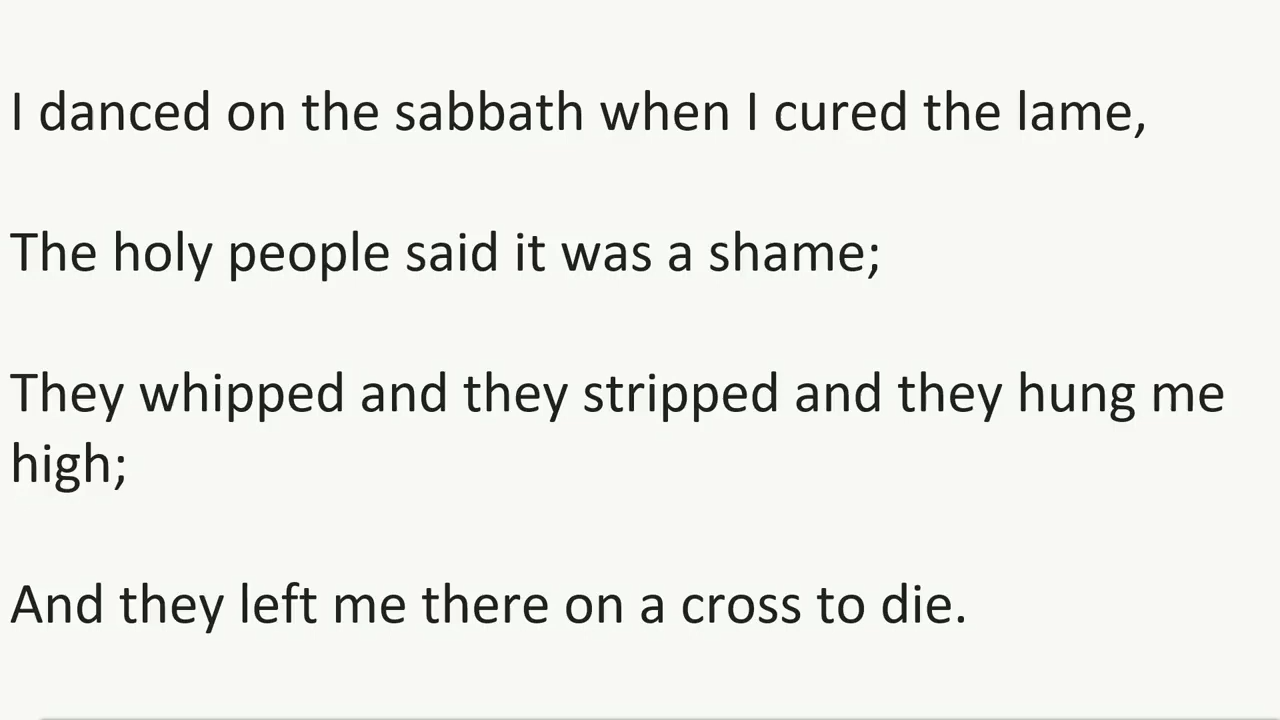 I danced on the sabbath when I cured the lame,
The holy people said it was a shame;
They whipped and they stripped and they hung me
high;
And they left me there on a cross to die.